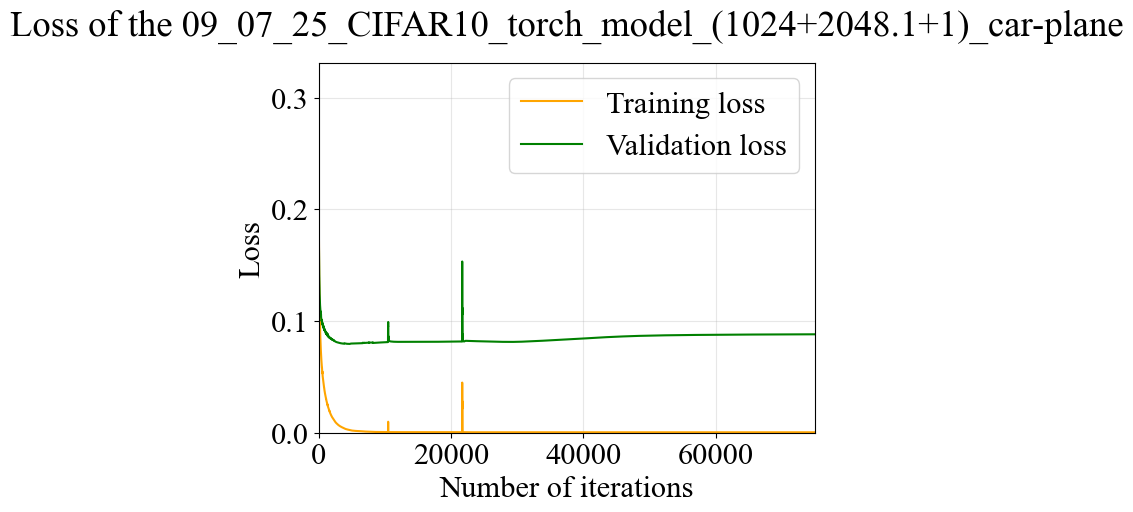 Loss of the 09_07_25_CIFAR10_torch_model_(1024+2048.1+1)_car-plane
0.3
0.2
0.1
0.0
Loss
Training loss
Validation loss
0
20000
40000
60000
Number of iterations